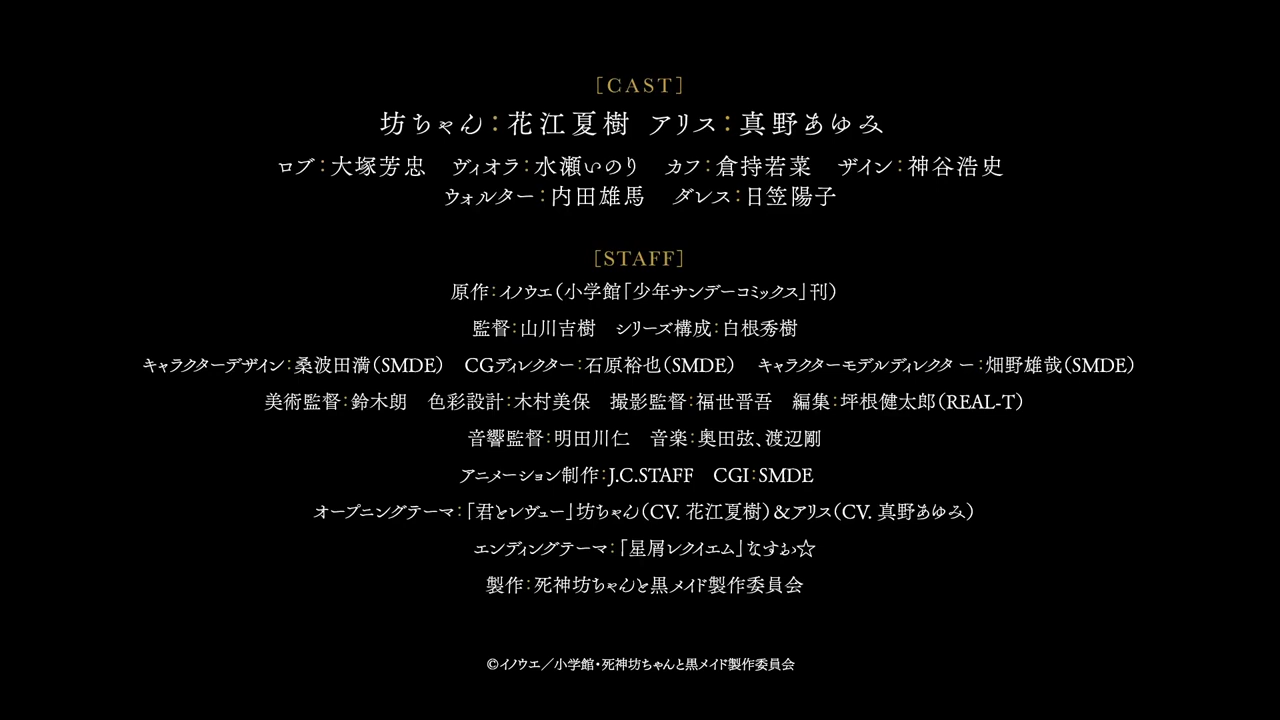 [CAST]
坊ちゃん：花江夏樹　アリス：真野あゆみ
ロブ：大塚芳忠　ヴィオラ：水瀬いのり　カフ：倉持若菜　ザイン：神谷浩史
ウォルター：内田雄馬　ダレス：日笠陽子
[STAFF]
原作：イノウエ（小学館「少年サンデーコミックス」刊）
監督：山川吉樹　シリーズ構成：白根秀樹
キャラクターデザイン：桑波田満（SMDE）　CGディレクター：石原裕也（SMDE）　キャラクターモデルディレクター：畑野雄哉（SMDE）
美術監督：鈴木朗　色彩設計：木村美保　撮影監督：福世晋吾　編集：坪根健太郎（REAL-T）
音響監督：明田川仁　音楽：奥田弦、渡辺剛
アニメーション制作：J.C.STAFF　CGI：SMDE
オープニングテーマ：「君とレヴュー」坊ちゃん（CV. 花江夏樹）＆アリス（CV. 真野あゆみ）
エンディングテーマ：「星屑レクイエム」なすお☆
製作：死神坊ちゃんと黒メイド製作委員会
©イノウエ／小学館・死神坊ちゃんと黒メイド製作委員会